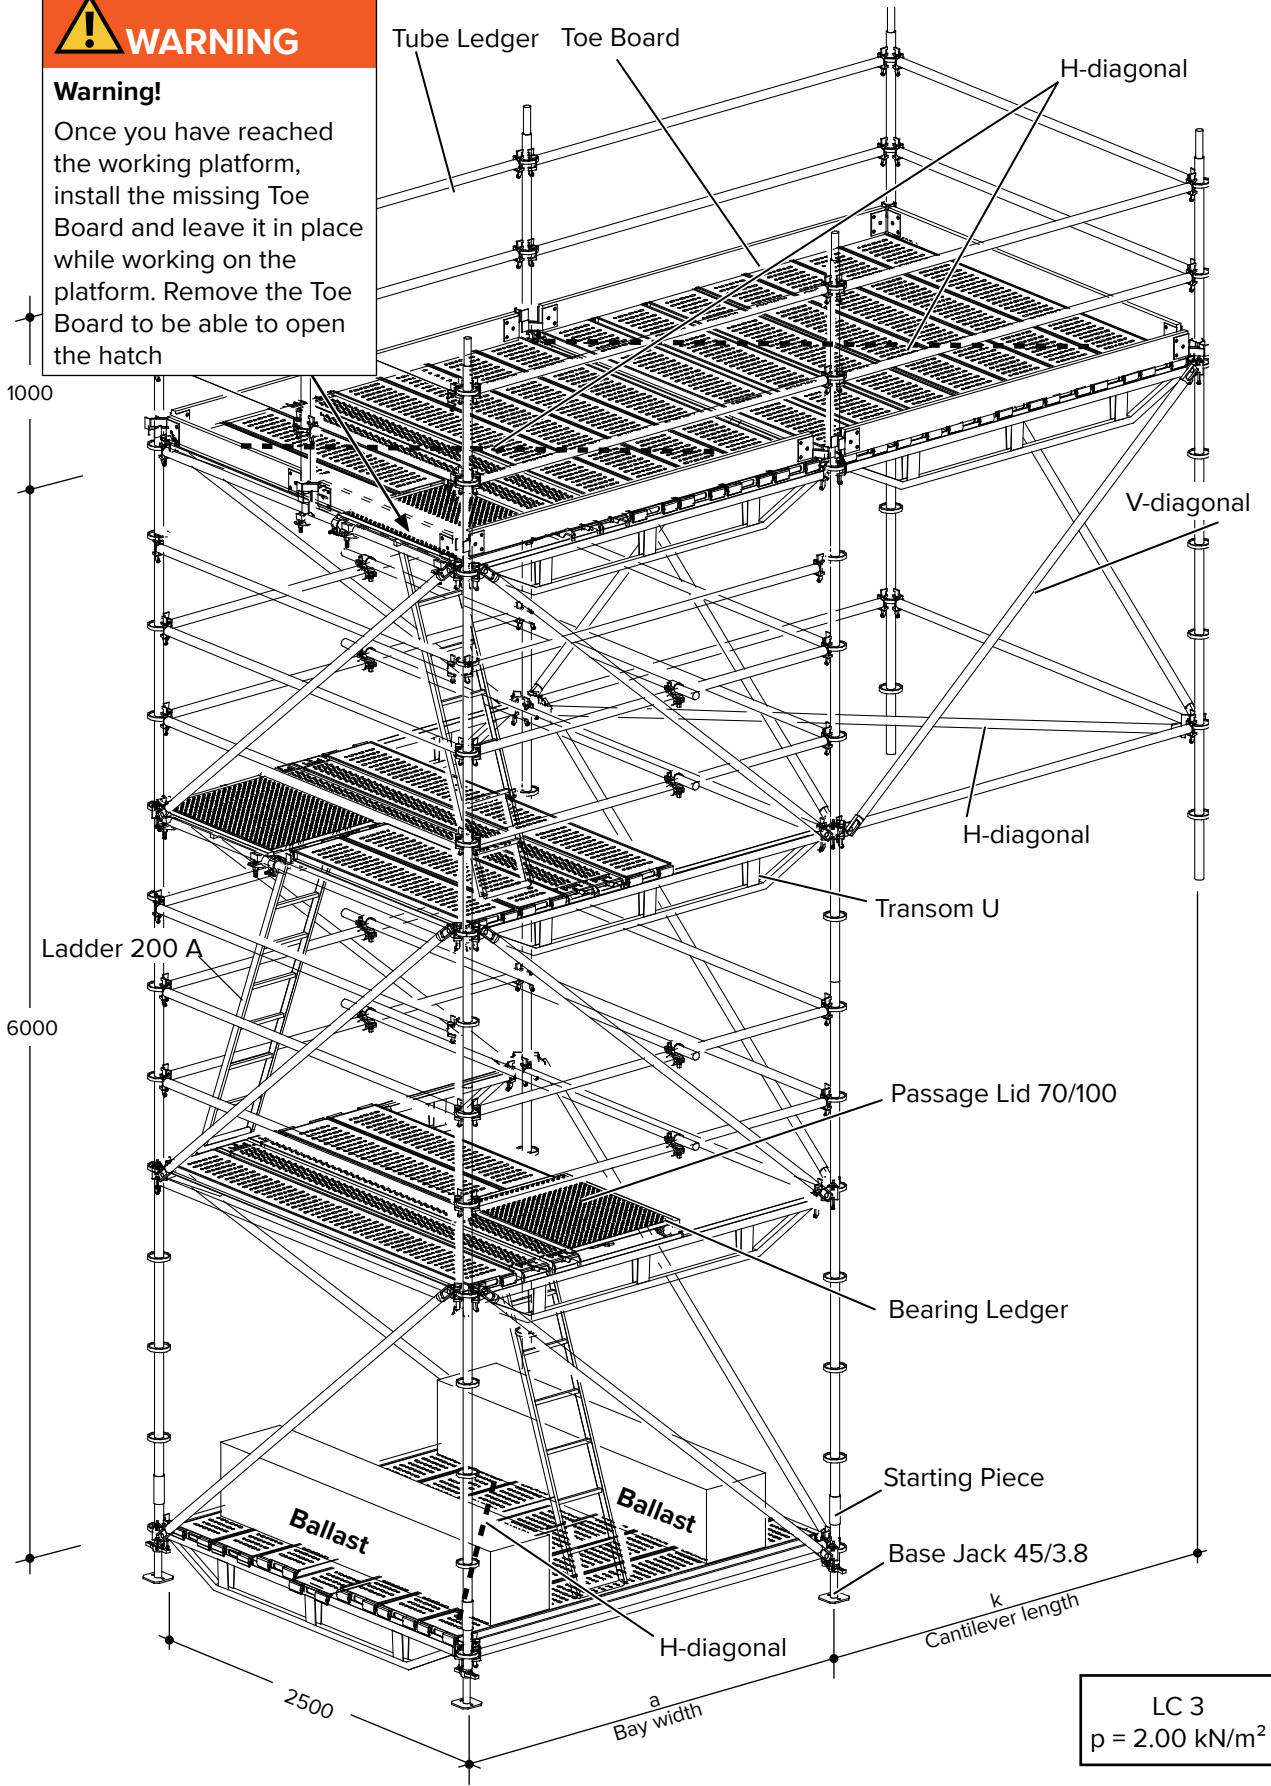 WARNING
Warning!
Once you have reached
the working platform,
install the missing Toe
Board and leave it in place
while working on the
platform. Remove the Toe
Board to be able to open
the hatch
Tube Ledger
Toe Board
H-diagonal
1000
V-diagonal
H-diagonal
Transom U
Ladder 200 A
6000
Passage Lid 70/100
Bearing Ledger
Starting Piece
Ballast
Ballast
Base Jack 45/3.8
H-diagonal
k
Cantilever length
2500
a
Bay width
LC 3
p = 2.00 kN/m²